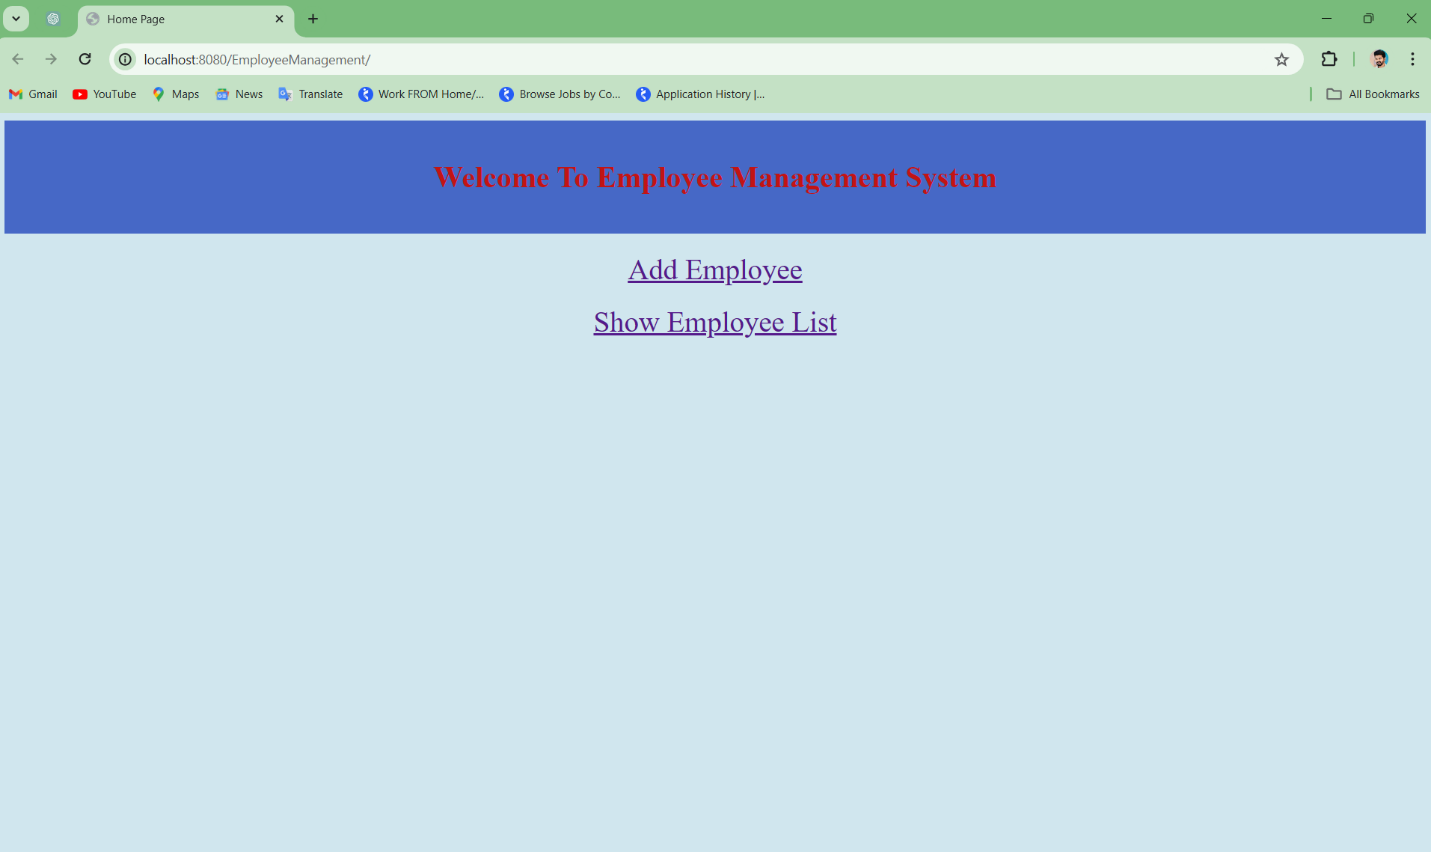 Home Page
localhost:8080/EmployeeManagement/
Gmail YouTube Maps News Translate Work FROM Home/... Browse Jobs by Co... Application History |... All Bookmarks
Welcome To Employee Management System
Add Employee
Show Employee List